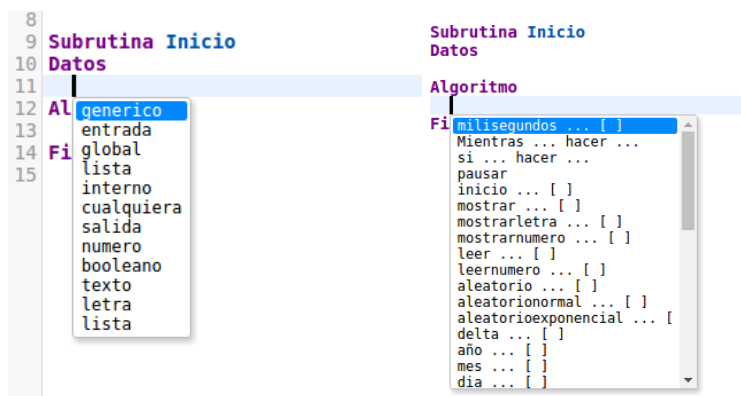 8
9 Subrutina Inicio
10 Datos
11
12 Al
13
14 Fi
15
generico
entrada
global
lista
interno
cualquiera
salida
numero
booleano
texto
letra
lista
Subrutina Inicio
Datos
Algoritmo
Fi
milisegundos ... [ ]
Mientras ... hacer ...
si ... hacer ...
pausar
inicio ... [ ]
mostrar ... [ ]
mostrarletra ... [ ]
mostrarnumero ... [ ]
leer ... [ ]
leernumero ... [ ]
aleatorio ... [ ]
aleatorionormal ... [ ]
aleatorioexponencial ... [
delta ... [ ]
año ... [ ]
mes ... [ ]
dia ... [ ]